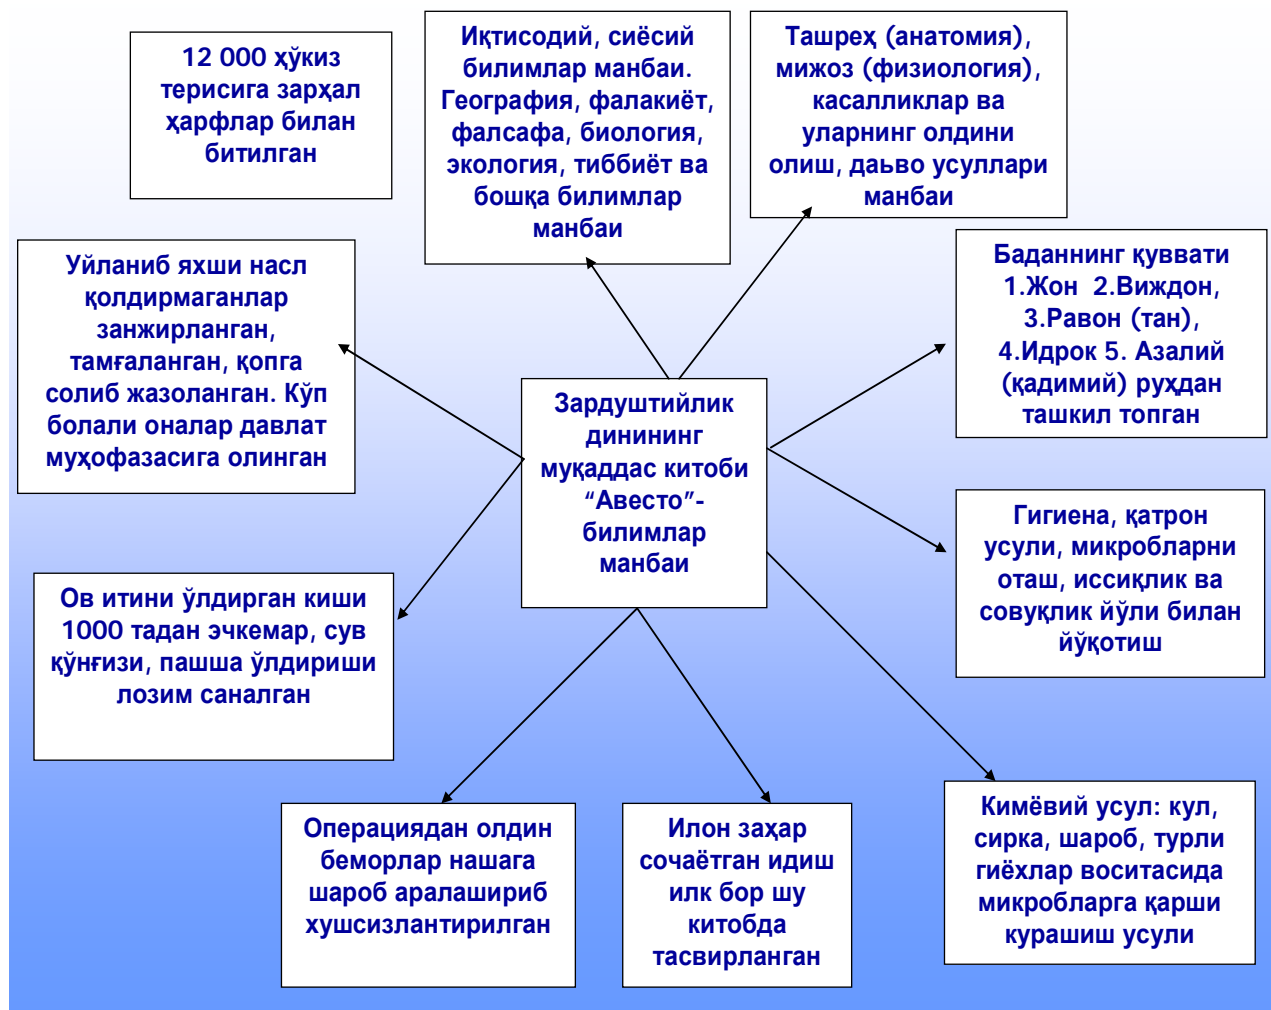 12 000 ҳўкиз
терисига зарҳал
ҳарфлар билан
битилган
Иқтисодий, сиёсий
билимлар манбаи.
География, фалакиёт,
фалсафа, биология,
экология, тиббиёт ва
бошқа билимлар
манбаи
Ташреҳ (анатомия),
мижоз (физиология),
касалликлар ва
уларнинг олдини
олиш, даьво усуллари
манбаи
Уйланиб яхши насл
қолдирмаганлар
занжирланган,
тамғаланган, қопга
солиб жазоланган. Кўп
болали оналар давлат
муҳофазасига олинган
Баданнинг қуввати
1.Жон 2.Виждон,
3.Равон (тан),
4.Идрок 5. Азалий
(қадимий) руҳдан
ташкил топган
Зардуштийлик
динининг
муқаддас китоби
“Авесто”-
билимлар
манбаи
Гигиена, қатрон
усули, микробларни
оташ, иссиқлик ва
совуқлик йўли билан
йўқотиш
Ов итини ўлдирган киши
1000 тадан эчкемар, сув
қўнғизи, пашша ўлдириши
лозим саналган
Операциядан олдин
беморлар нашага
шароб аралашириб
хушсизлантирилган
Илон заҳар
сочаётган идиш
илк бор шу
китобда
тасвирланган
Кимёвий усул: кул,
сирка, шароб, турли
гиёхлар воситасида
микробларга қарши
курашиш усули